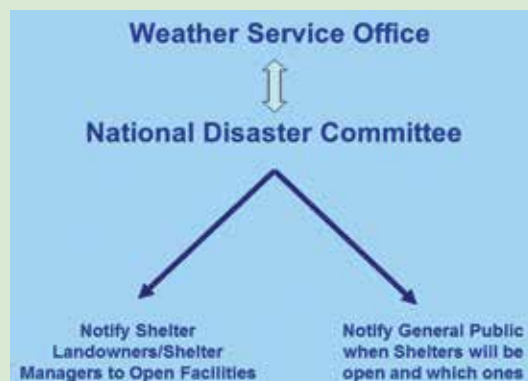 Weather Service Office
National Disaster Committee
Notify Shelter
Landowners/Shelter
Managers to Open Facilities
Notify General Public
when Shelters will be
open and which ones